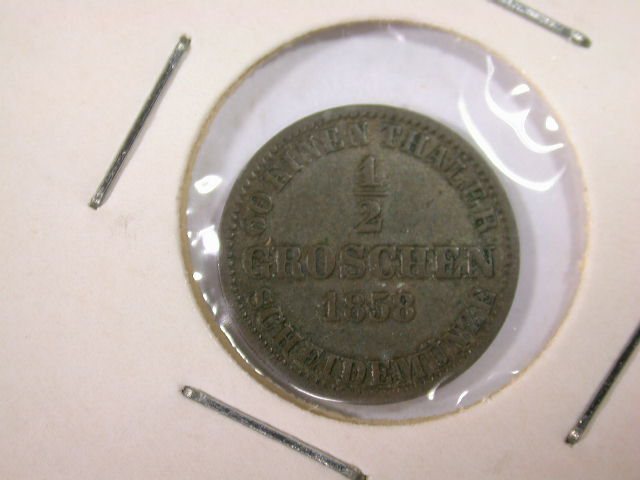 60 EINEN THALER
1/2
GROSCHEN
1858
SCHEIDEMÜNZE